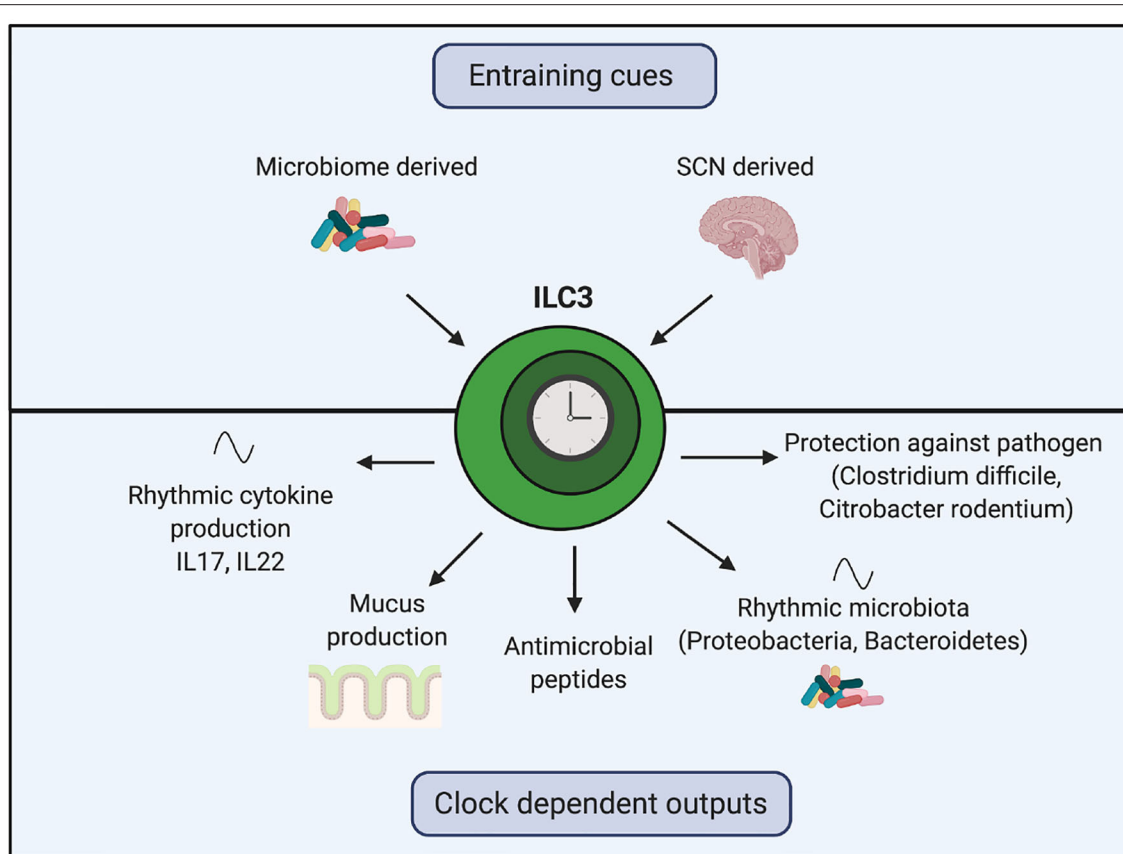 Entraining cues
Microbiome derived
SCN derived
ILC3
Rhythmic cytokine
production
IL17, IL22
Mucus
production
Antimicrobial
peptides
Rhythmic microbiota
(Proteobacteria, Bacteroidetes)
Protection against pathogen
(Clostridium difficile,
Citrobacter rodentium)
Clock dependent outputs